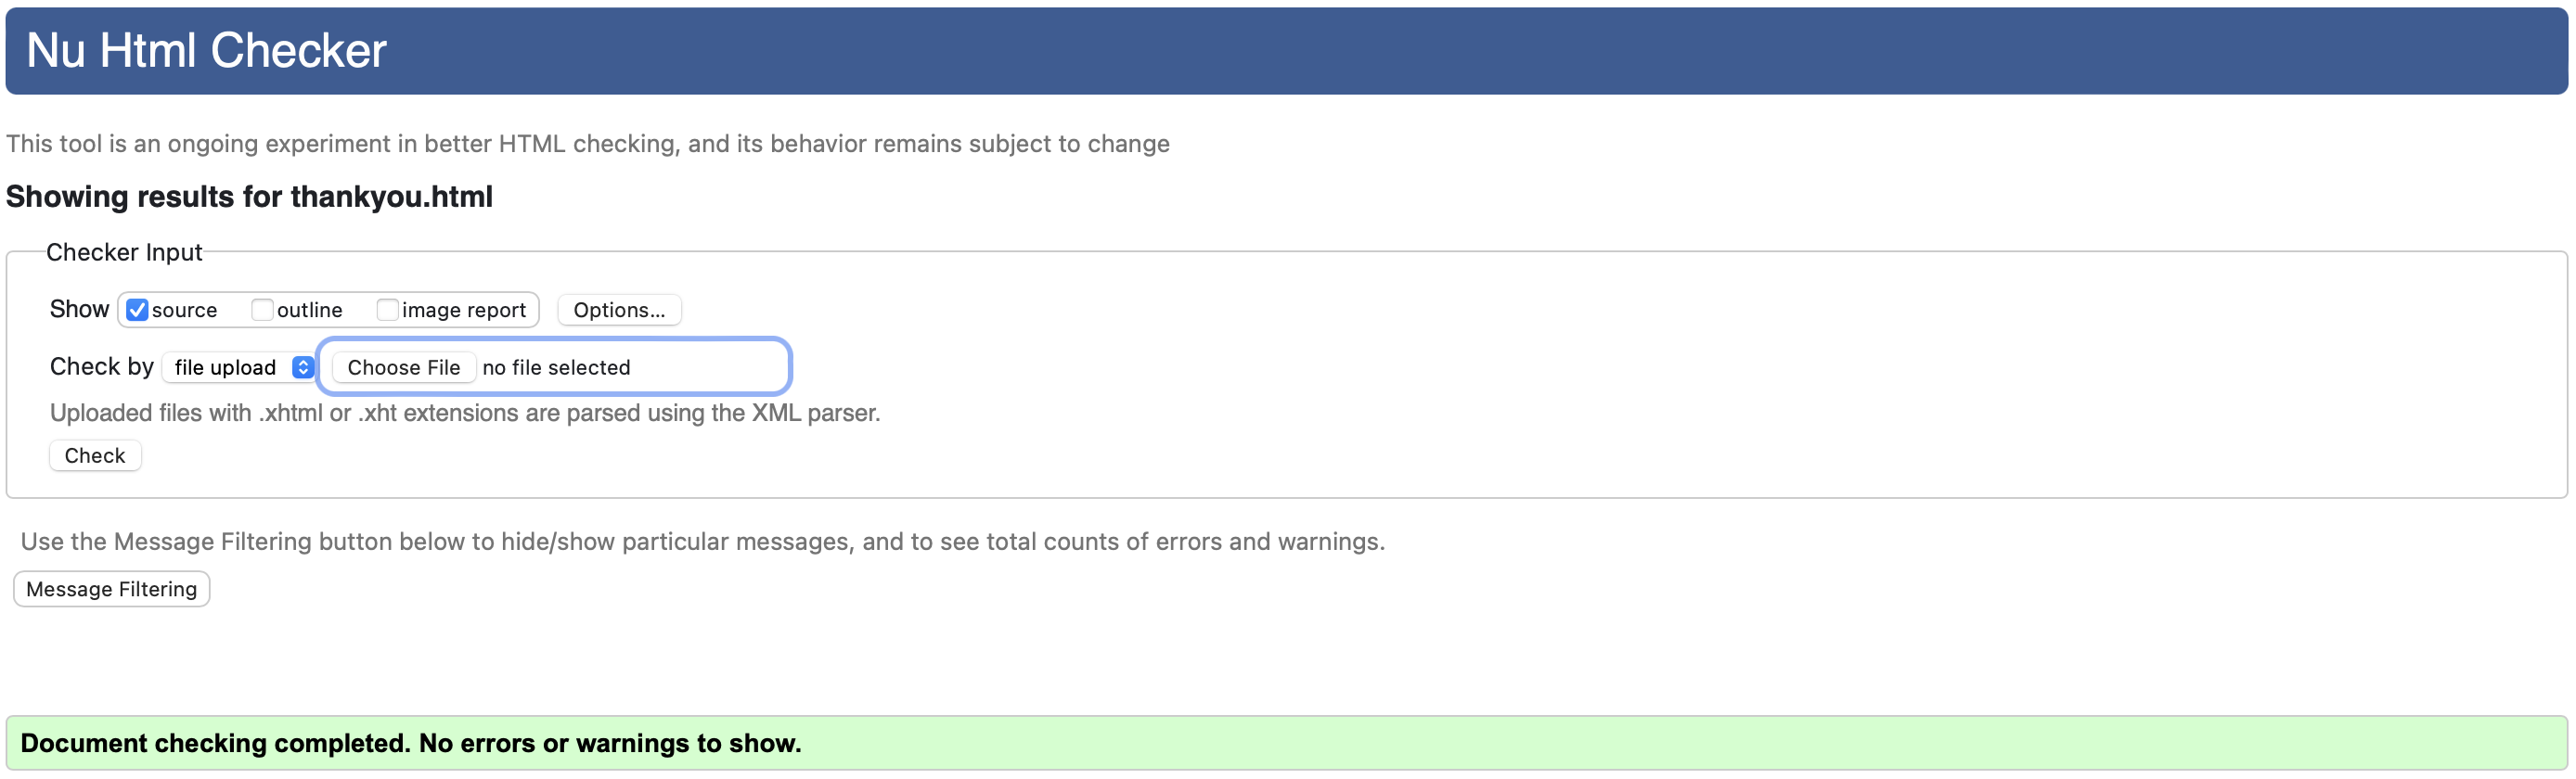 Nu Html Checker
This tool is an ongoing experiment in better HTML checking, and its behavior remains subject to change
Showing results for thankyou.html
Checker Input
Show source outline image report Options...
Check by file upload Choose File no file selected
Uploaded files with .xhtml or .xht extensions are parsed using the XML parser.
Check
Use the Message Filtering button below to hide/show particular messages, and to see total counts of errors and warnings.
Message Filtering
Document checking completed. No errors or warnings to show.